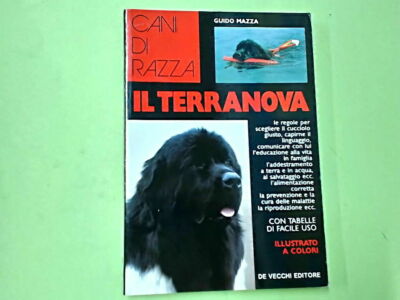 CANI
DI
RAZZA
GUIDO MAZZA
IL TERRANOVA
le regole per
scegliere il cucciolo
giusto, capirne il
linguaggio,
comunicare con lui
l'educazione alla vita
in famiglia
l'addestramento
a terra e in acqua,
al salvataggio ecc.
l'alimentazione
corretta
la prevenzione e la
cura delle malattie
la riproduzione ecc.
CON TABELLE
DI FACILE USO
ILLUSTRATO
A COLORI
DE VECCHI EDITORE